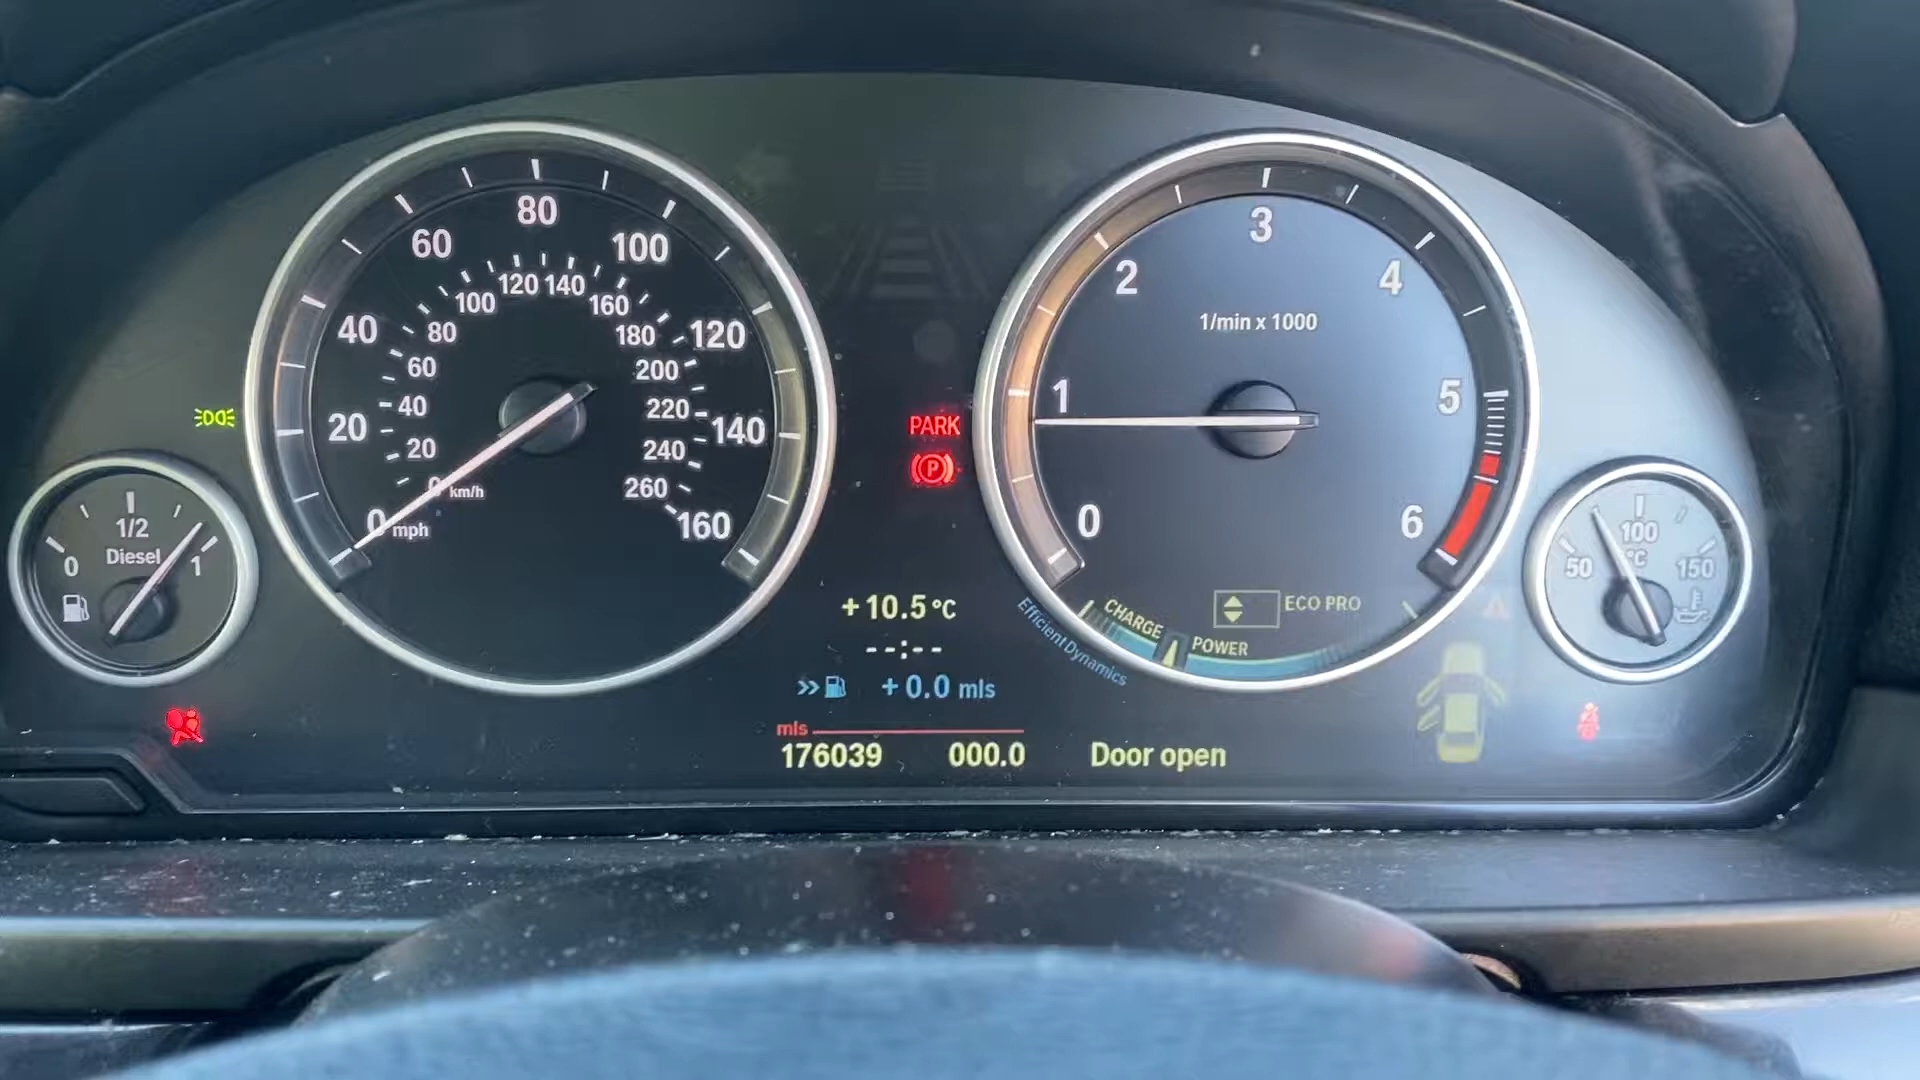 80
60
100
40
120
20
140
0 mph
160
120 140
100
160
80
180
60
200
40
220
20
240
0 km/h
260
1/2
Diesel
0
1
PARK
P
3
2
4
1/min x 1000
1
5
0
6
CHARGE
POWER
ECO PRO
EfficientDynamics
100
°C
50
150
+10.5°C
--:--
+0.0 mls
mls
176039
000.0
Door open